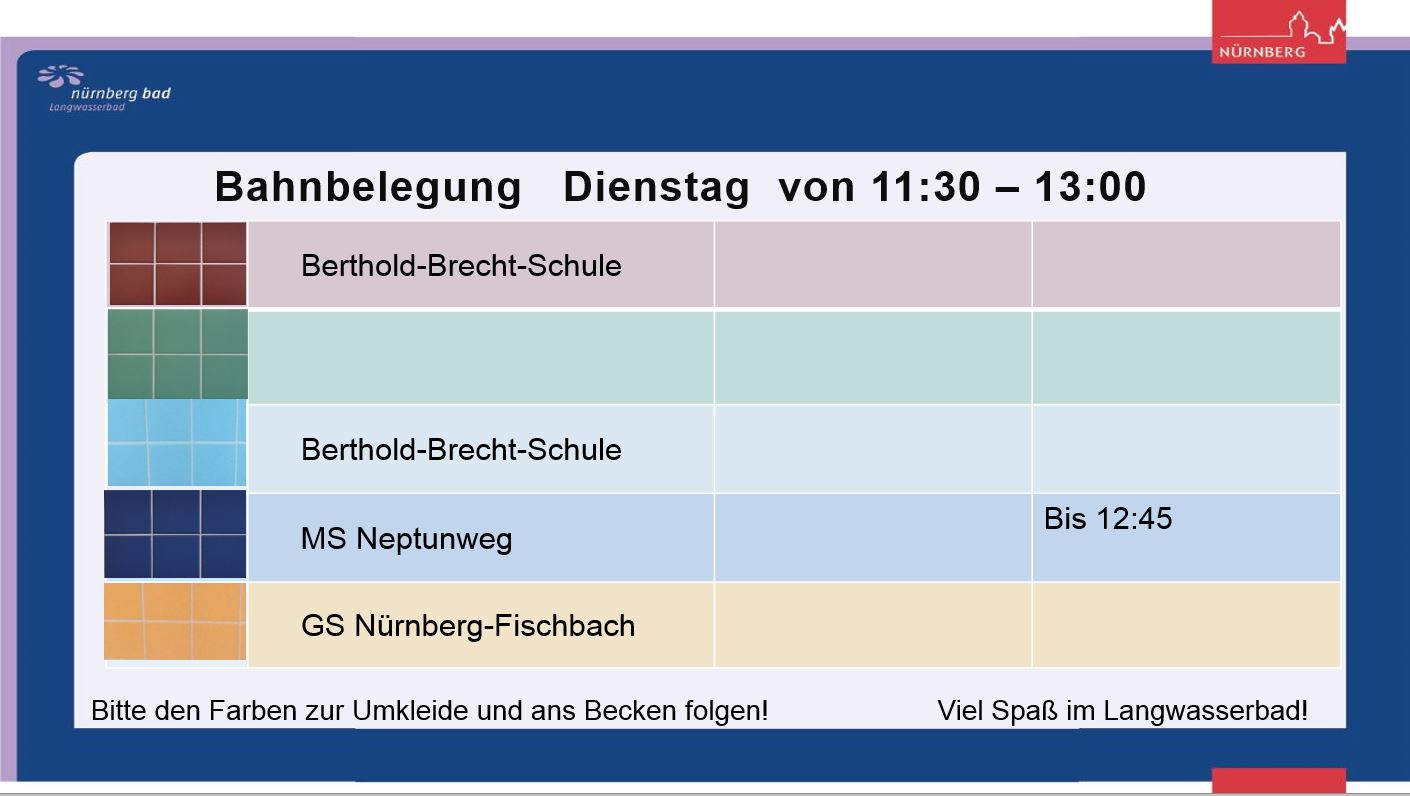 NÜRNBERG
nürnberg bad
Langwasserbad
Bahnbelegung Dienstag von 11:30 – 13:00
Berthold-Brecht-Schule
Berthold-Brecht-Schule
MS Neptunweg
Bis 12:45
GS Nürnberg-Fischbach
Bitte den Farben zur Umkleide und ans Becken folgen!
Viel Spaß im Langwasserbad!